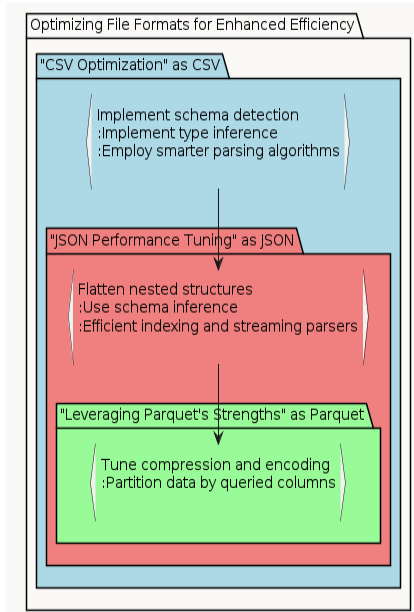 Optimizing File Formats for Enhanced Efficiency
"CSV Optimization" as CSV
Implement schema detection
:Implement type inference
:Employ smarter parsing algorithms
"JSON Performance Tuning" as JSON
Flatten nested structures
:Use schema inference
:Efficient indexing and streaming parsers
"Leveraging Parquet's Strengths" as Parquet
Tune compression and encoding
:Partition data by queried columns